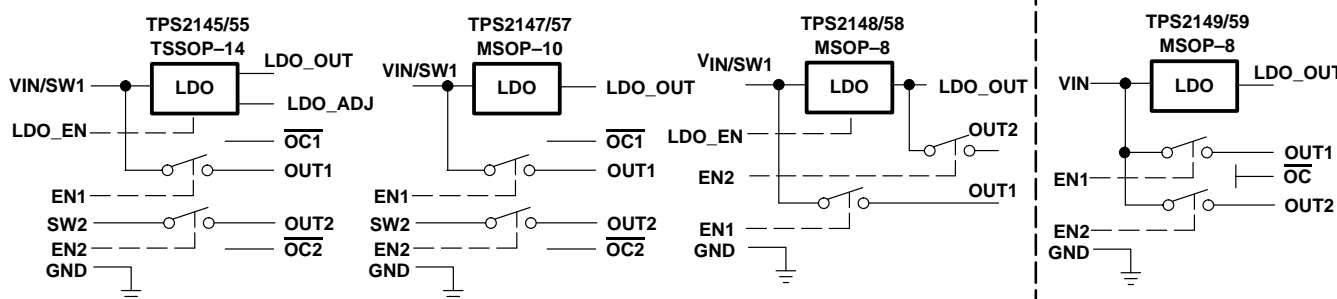 TPS2145/55
TSSOP–14
LDO
LDO_OUT
LDO_ADJ
VIN/SW1
LDO_EN
OC1
OUT1
EN1
SW2
OUT2
EN2
OC2
GND
TPS2147/57
MSOP–10
VIN/SW1
LDO
LDO_OUT
OC1
OUT1
EN1
SW2
OUT2
EN2
OC2
GND
TPS2148/58
MSOP–8
VIN/SW1
LDO
LDO_OUT
LDO_EN
OUT2
EN2
OUT1
EN1
GND
TPS2149/59
MSOP–8
VIN
LDO
LDO_OUT
OUT1
EN1
OC
OUT2
EN2
GND